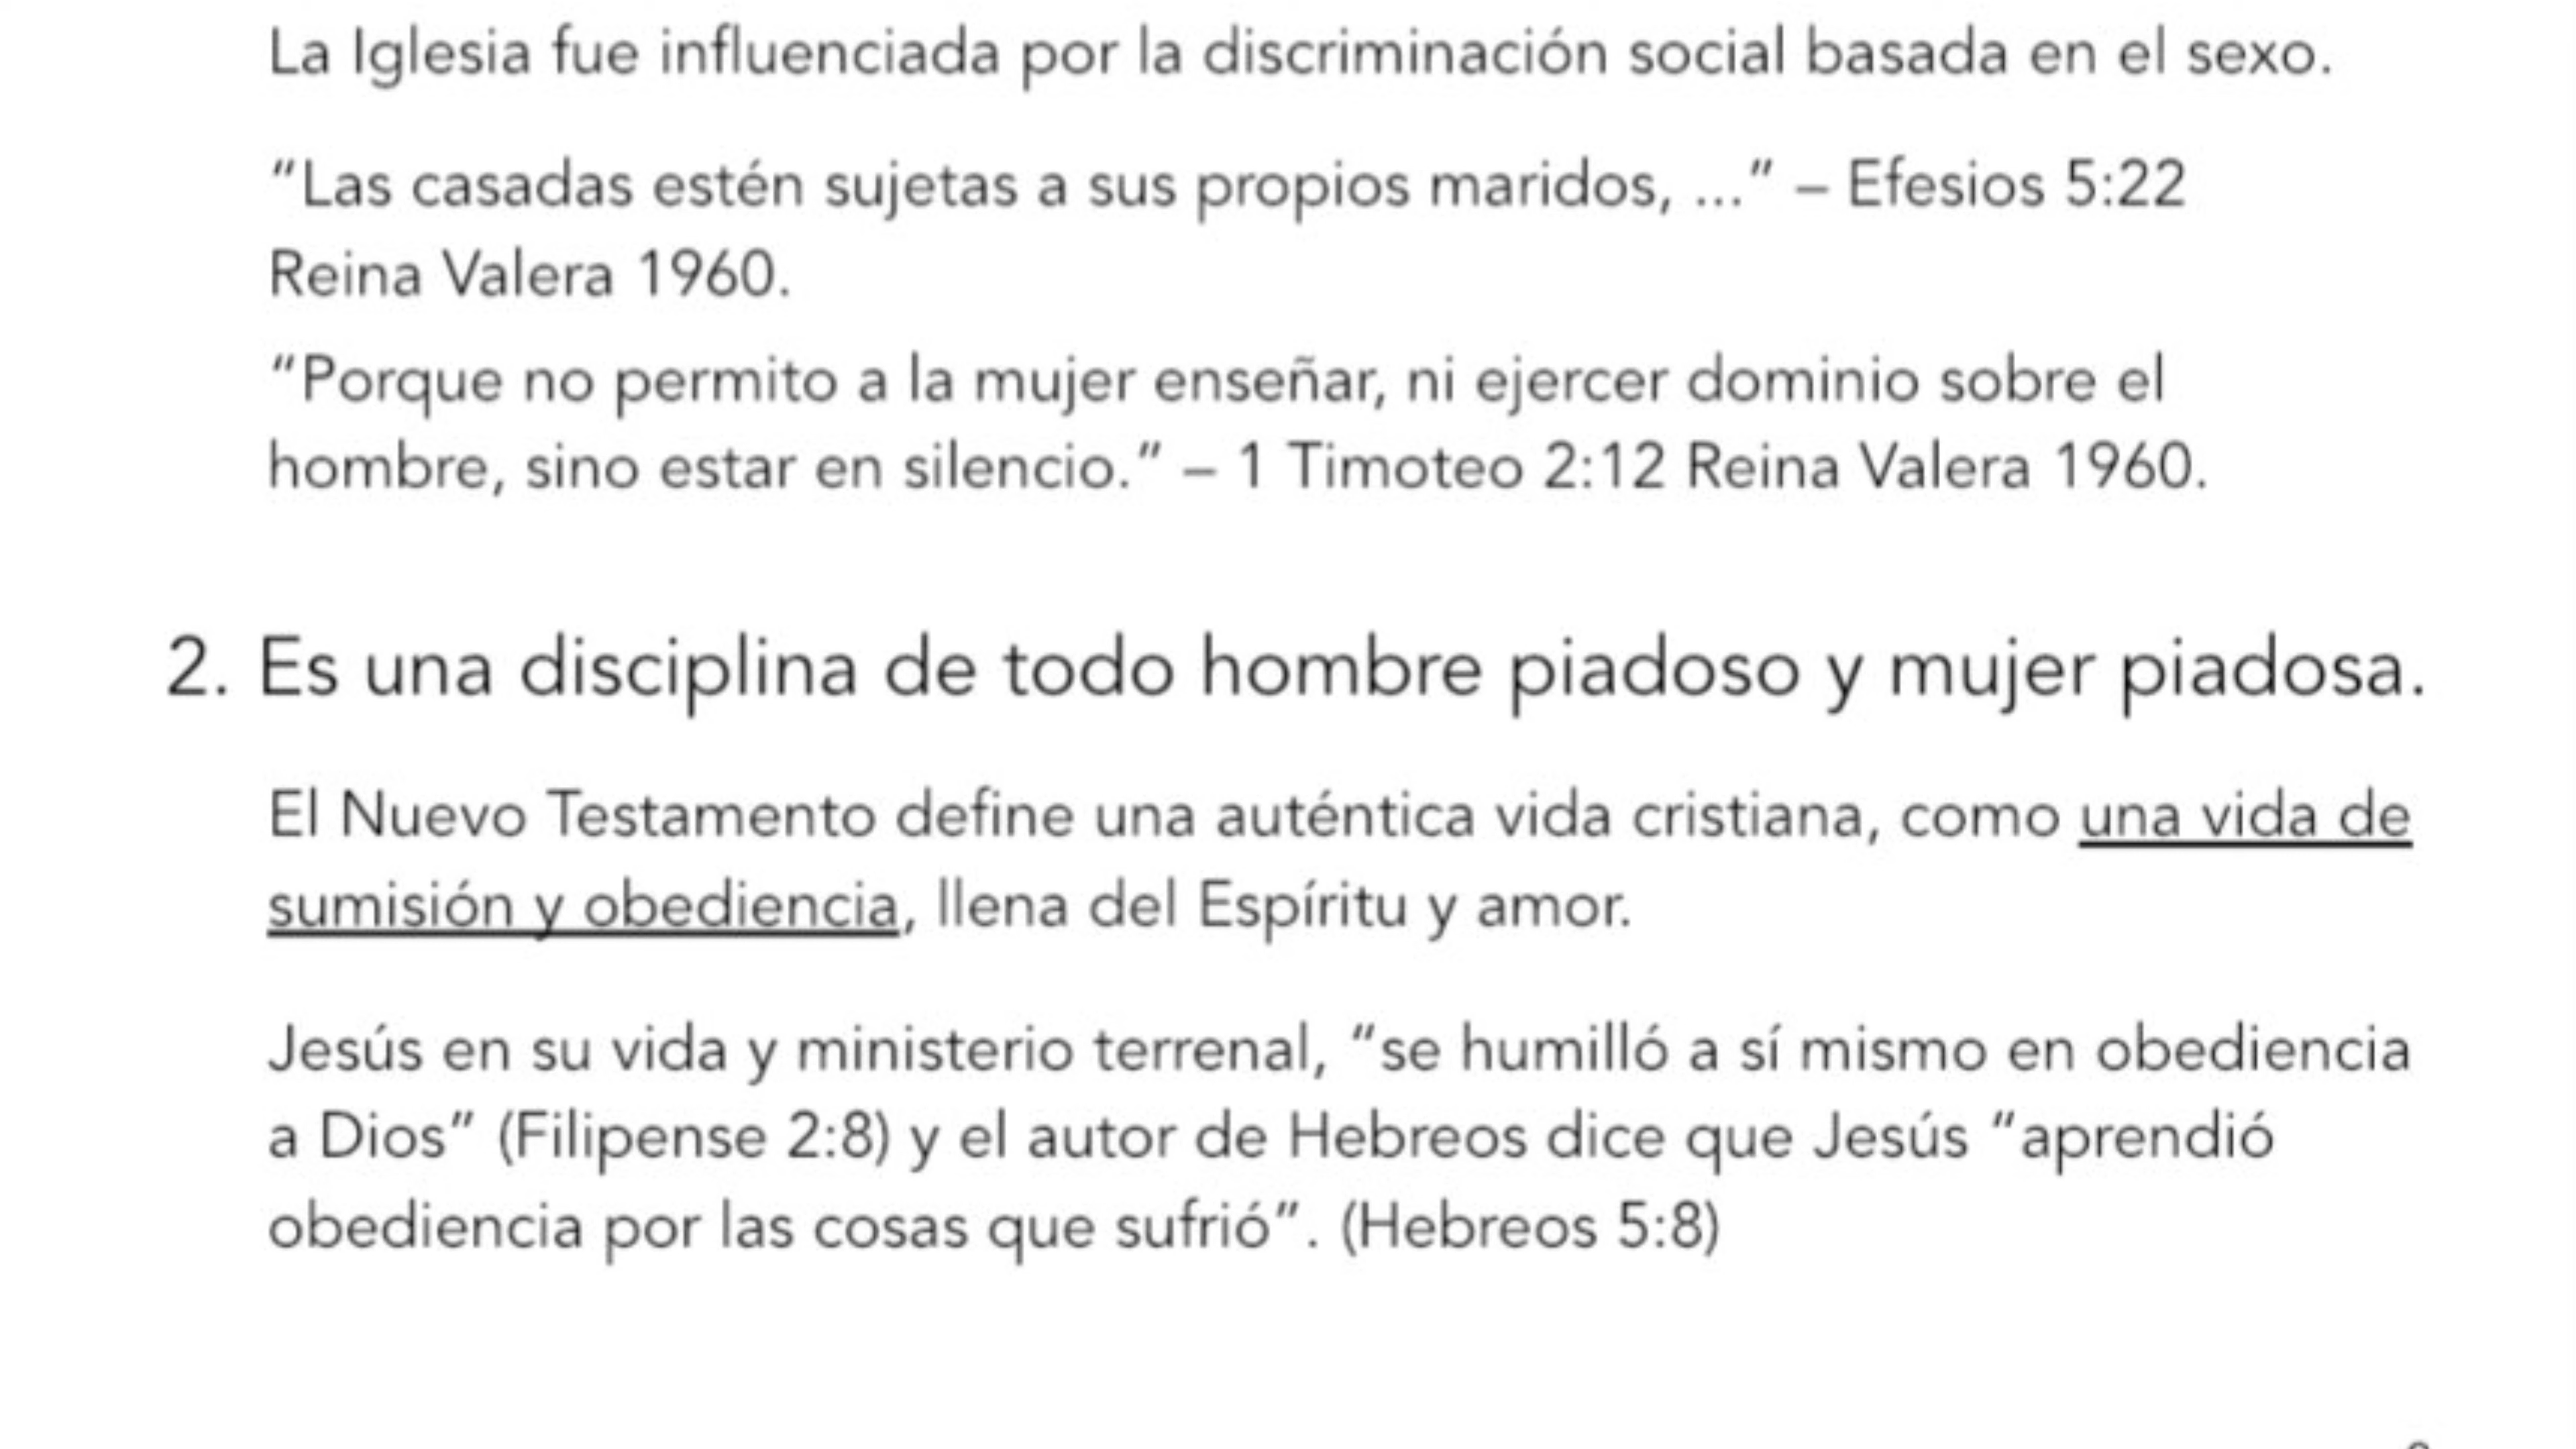 La Iglesia fue influenciada por la discriminación social basada en el sexo.
“Las casadas estén sujetas a sus propios maridos, ...” – Efesios 5:22
Reina Valera 1960.
“Porque no permito a la mujer enseñar, ni ejercer dominio sobre el
hombre, sino estar en silencio.” – 1 Timoteo 2:12 Reina Valera 1960.
2. Es una disciplina de todo hombre piadoso y mujer piadosa.
El Nuevo Testamento define una auténtica vida cristiana, como una vida de
sumisión y obediencia, llena del Espíritu y amor.
Jesús en su vida y ministerio terrenal, “se humilló a sí mismo en obediencia
a Dios” (Filipense 2:8) y el autor de Hebreos dice que Jesús “aprendió
obediencia por las cosas que sufrió”. (Hebreos 5:8)